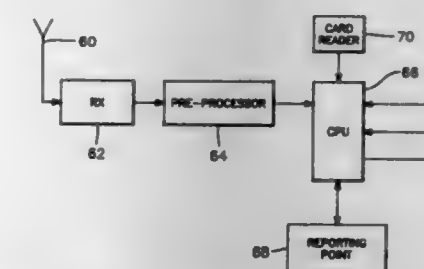 60
CARD
READER
70
66
RX
PRE-PROCESSOR
CPU
62
64
68
REPORTING
POINT